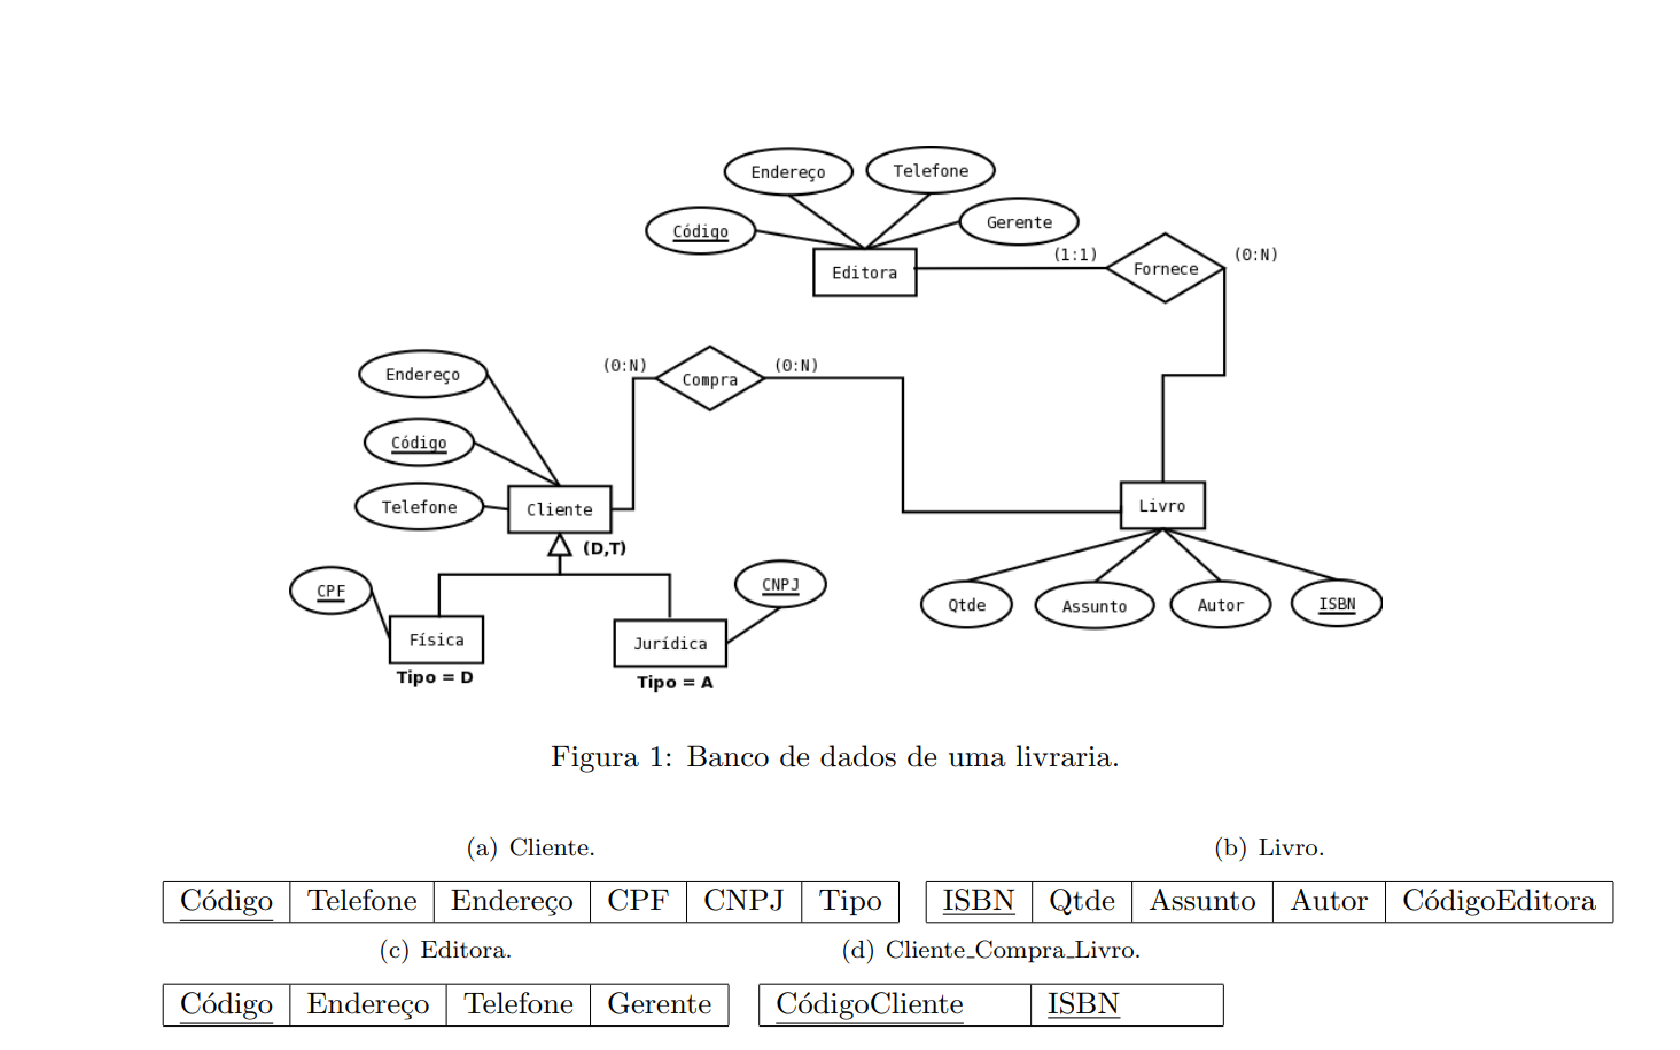 Endereço
Telefone
Código
Gerente
(1:1)
(0:N)
Editora
Fornece
(0:N)
(0:N)
Endereço
Compra
Código
Telefone
Cliente
Livro
(D,T)
CPF
CNPJ
Qtde
Assunto
Autor
ISBN
Física
Jurídica
Tipo = D
Tipo = A
Figura 1: Banco de dados de uma livraria.
(a) Cliente.
(b) Livro.
Código Telefone Endereço CPF CNPJ Tipo
ISBN Qtde Assunto Autor CódigoEditora
(c) Editora.
(d) Cliente_Compra_Livro.
Código Endereço Telefone Gerente
CódigoCliente ISBN